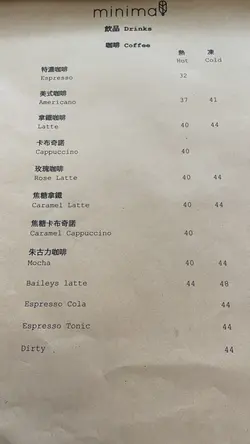 minima
飲品 Drinks
咖啡 Coffee
熱 凍
Hot Cold
特濃咖啡
Espresso 32
美式咖啡
Americano 37 41
拿鐵咖啡
Latte 40 44
卡布奇諾
Cappuccino 40
玫瑰咖啡
Rose Latte 40 44
焦糖拿鐵
Caramel Latte 40 44
焦糖卡布奇諾
Caramel Cappuccino 40
朱古力咖啡
Mocha 40 44
Baileys latte 44 48
Espresso Cola 44
Espresso Tonic 44
Dirty 44